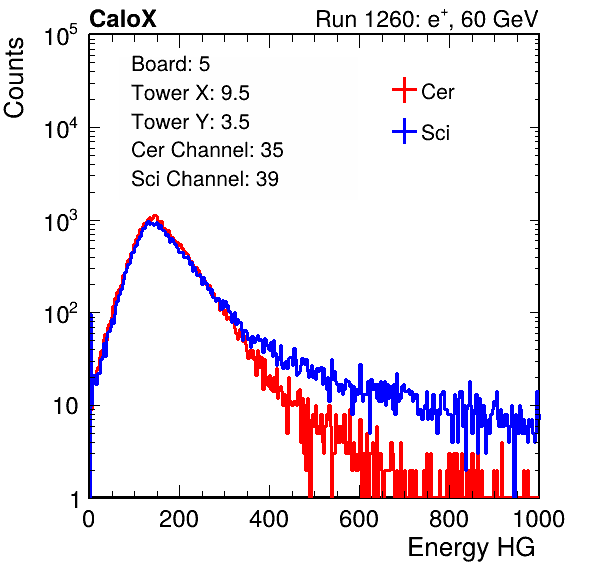 CaloX Run 1260: e⁺, 60 GeV
Counts
Board: 5
Tower X: 9.5
Tower Y: 3.5
Cer Channel: 35
Sci Channel: 39
Cer
Sci
10⁵
10⁴
10³
10²
10
1
0 200 400 600 800 1000
Energy HG